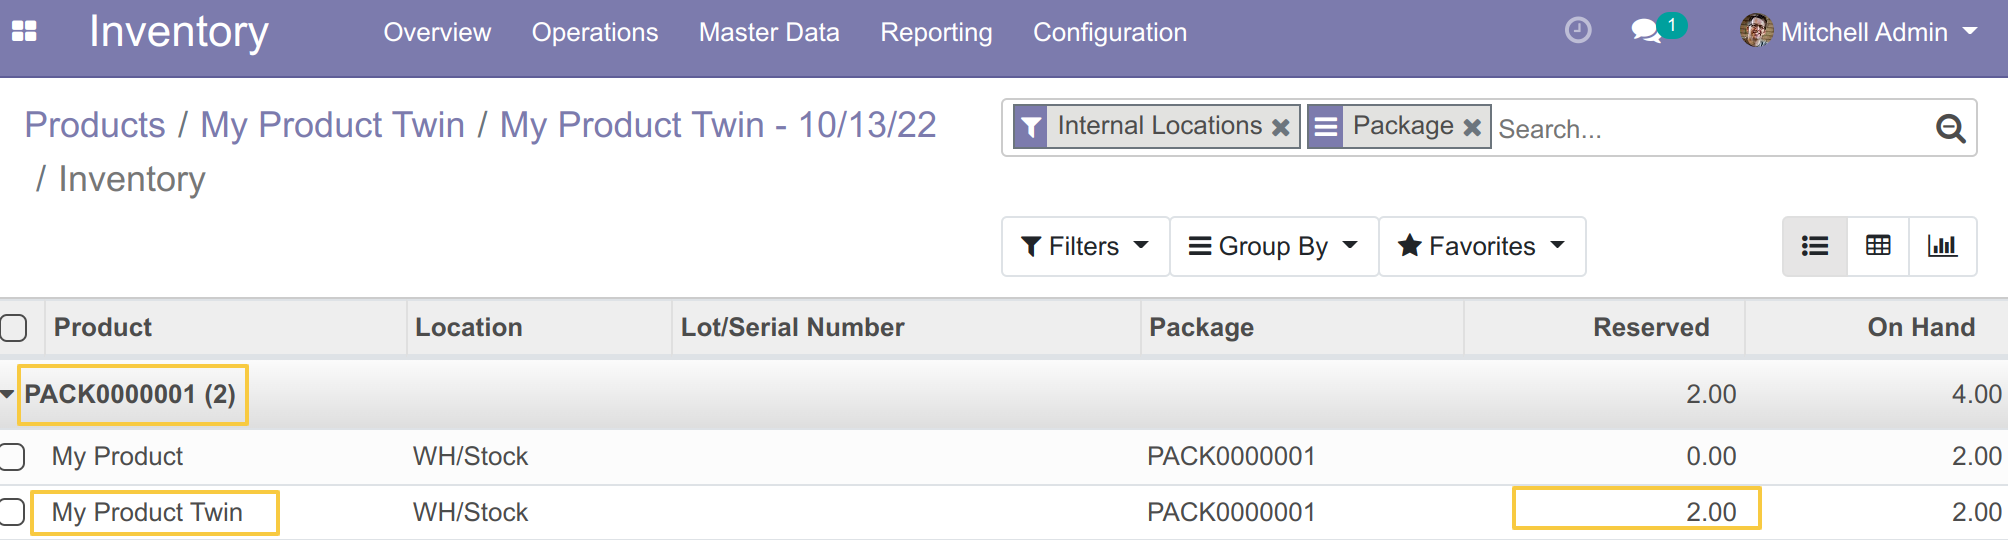 Inventory Overview Operations Master Data Reporting Configuration 1 Mitchell Admin
Products / My Product Twin / My Product Twin - 10/13/22
/ Inventory
Internal Locations Package Search...
Filters Group By Favorites
Product Location Lot/Serial Number Package Reserved On Hand
PACK0000001 (2) 2.00 4.00
My Product WH/Stock PACK0000001 0.00 2.00
My Product Twin WH/Stock PACK0000001 2.00 2.00